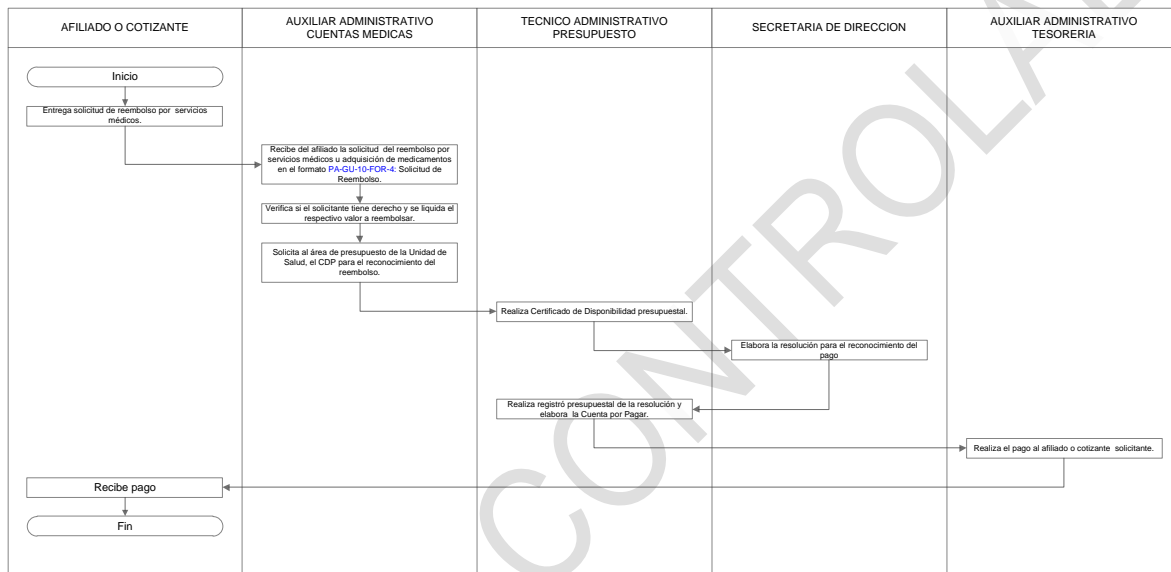 AFILIADO O COTIZANTE
AUXILIAR ADMINISTRATIVO
CUENTAS MEDICAS
TECNICO ADMINISTRATIVO
PRESUPUESTO
SECRETARIA DE DIRECCION
AUXILIAR ADMINISTRATIVO
TESORERIA
Inicio
Entrega solicitud de reembolso por servicios
médicos.
Recibe del afiliado la solicitud del reembolso por
servicios médicos u adquisición de medicamentos
en el formato PA-GU-10-FOR-4: Solicitud de
Reembolso.
Verifica si el solicitante tiene derecho y se liquida el
respectivo valor a reembolsar.
Solicita al área de presupuesto de la Unidad de
Salud, el CDP para el reconocimiento del
reembolso.
Realiza Certificado de Disponibilidad presupuestal.
Elabora la resolución para el reconocimiento del
pago
Realiza registró presupuestal de la resolución y
elabora la Cuenta por Pagar.
Realiza el pago al afiliado o cotizante solicitante.
Recibe pago
Fin